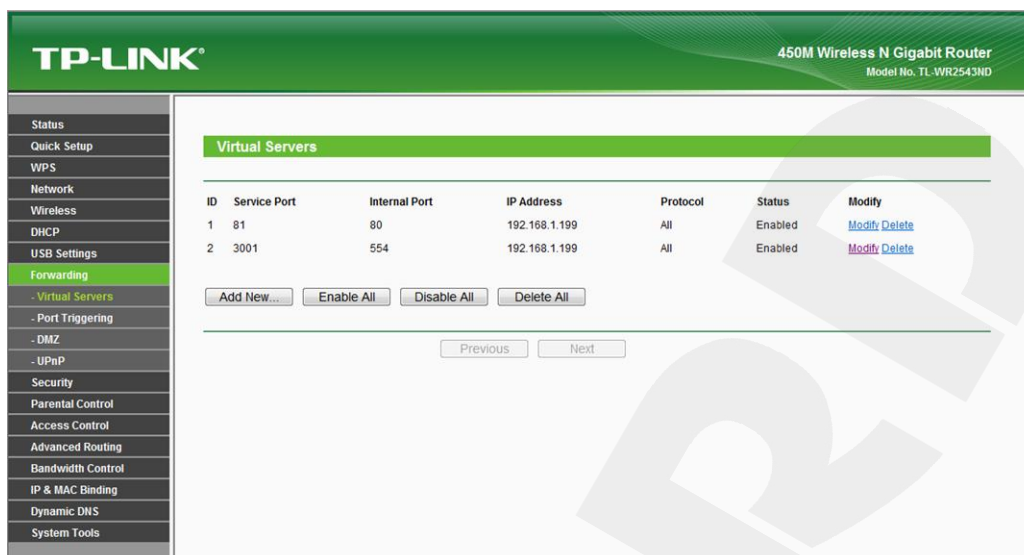 TP-LINK®
450M Wireless N Gigabit Router
Model No. TL-WR2543ND
Status
Quick Setup
WPS
Network
Wireless
DHCP
USB Settings
Forwarding
- Virtual Servers
- Port Triggering
- DMZ
- UPnP
Security
Parental Control
Access Control
Advanced Routing
Bandwidth Control
IP & MAC Binding
Dynamic DNS
System Tools
Virtual Servers
ID Service Port Internal Port IP Address Protocol Status Modify
1 81 80 192.168.1.199 All Enabled Modify Delete
2 3001 554 192.168.1.199 All Enabled Modify Delete
Add New... Enable All Disable All Delete All
Previous Next